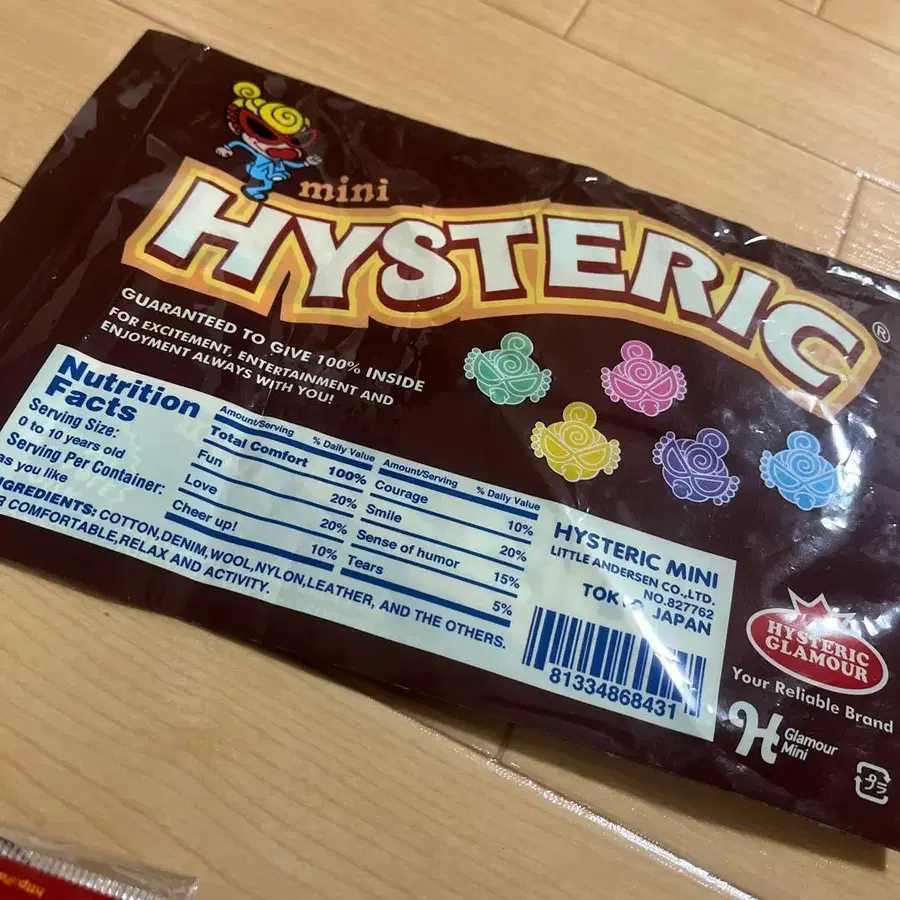 mini
HYSTERIC®
GUARANTEED TO GIVE 100% INSIDE
FOR EXCITEMENT, ENTERTAINMENT AND
ENJOYMENT ALWAYS WITH YOU!
Nutrition
Facts
Serving Size:
0 to 10 years old
Serving Per Container:
as you like
Amount/Serving % Daily Value
Total Comfort 100%
Fun 20%
Love 20%
Cheer up! 10%
Amount/Serving % Daily Value
Courage 10%
Smile 20%
Sense of humor 15%
Tears 5%
NGREDIENTS: COTTON,DENIM,WOOL,NYLON,LEATHER, AND THE OTHERS.
R COMFORTABLE,RELAX AND ACTIVITY.
HYSTERIC MINI
LITTLE ANDERSEN CO.,LTD.
NO.827762
JAPAN
81334868431
HYSTERIC
GLAMOUR
Your Reliable Brand
H Glamour
Mini
プラ